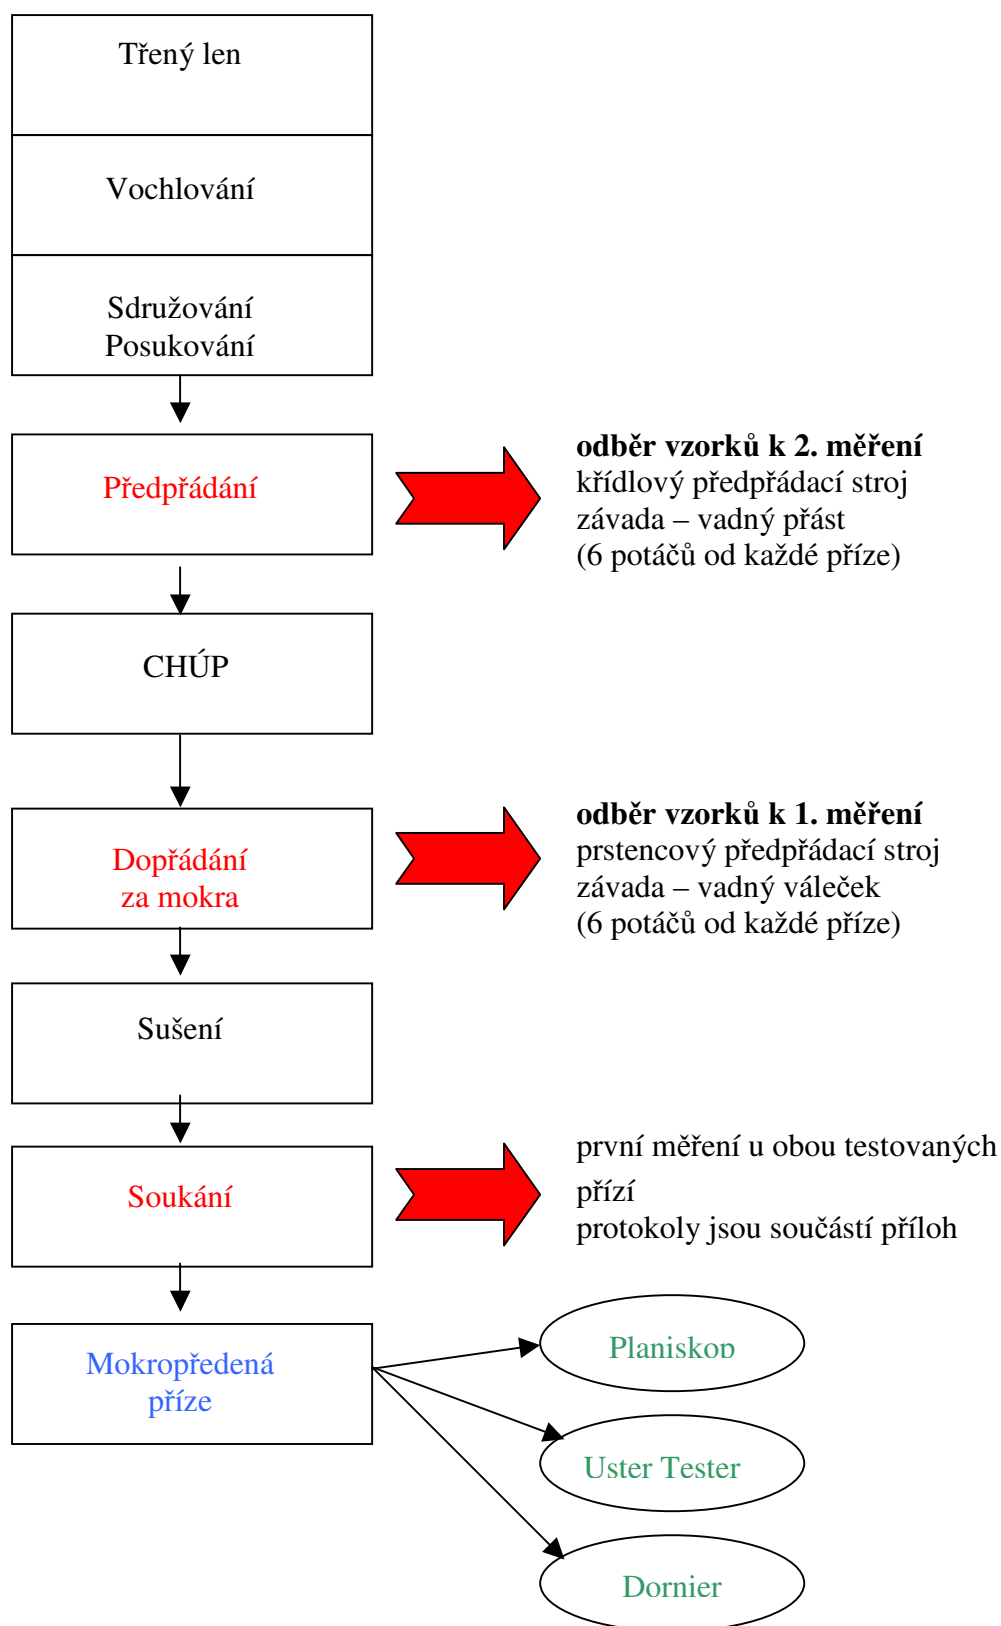 Třený len
Vochlování
Sdružování
Posukování
Předpřádání
odběr vzorků k 2. měření
křídlový předpřádací stroj
závada – vadný přást
(6 potáčů od každé příze)
CHÚP
Dopřádání
za mokra
odběr vzorků k 1. měření
prstencový předpřádací stroj
závada – vadný váleček
(6 potáčů od každé příze)
Sušení
Soukání
první měření u obou testovaných
přízí
protokoly jsou součástí příloh
Mokropředená
příze
Planiskop
Uster Tester
Dornier